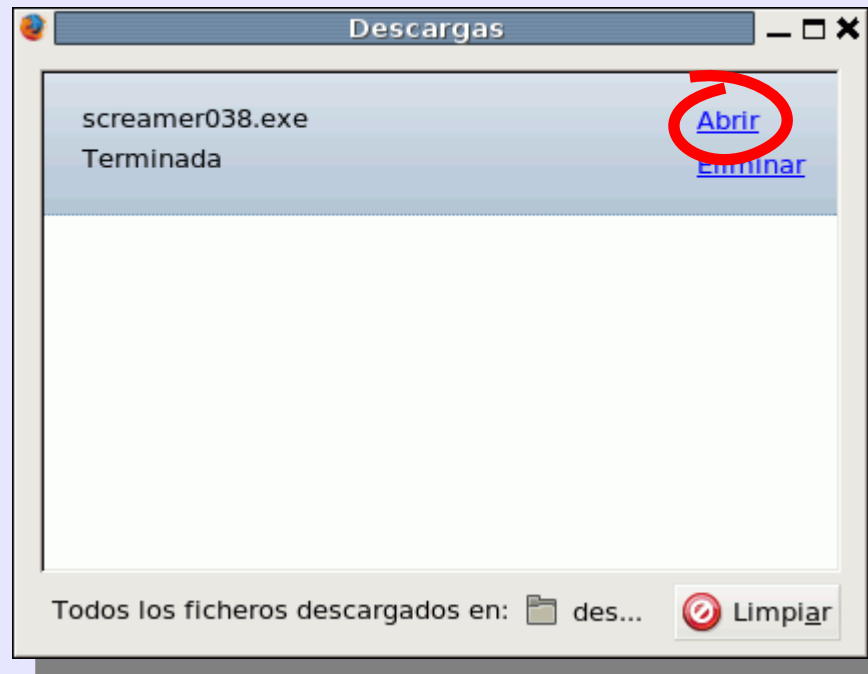 Descargas
screamer038.exe
Abrir
Terminada
Eliminar
Todos los ficheros descargados en: des... Limpiar